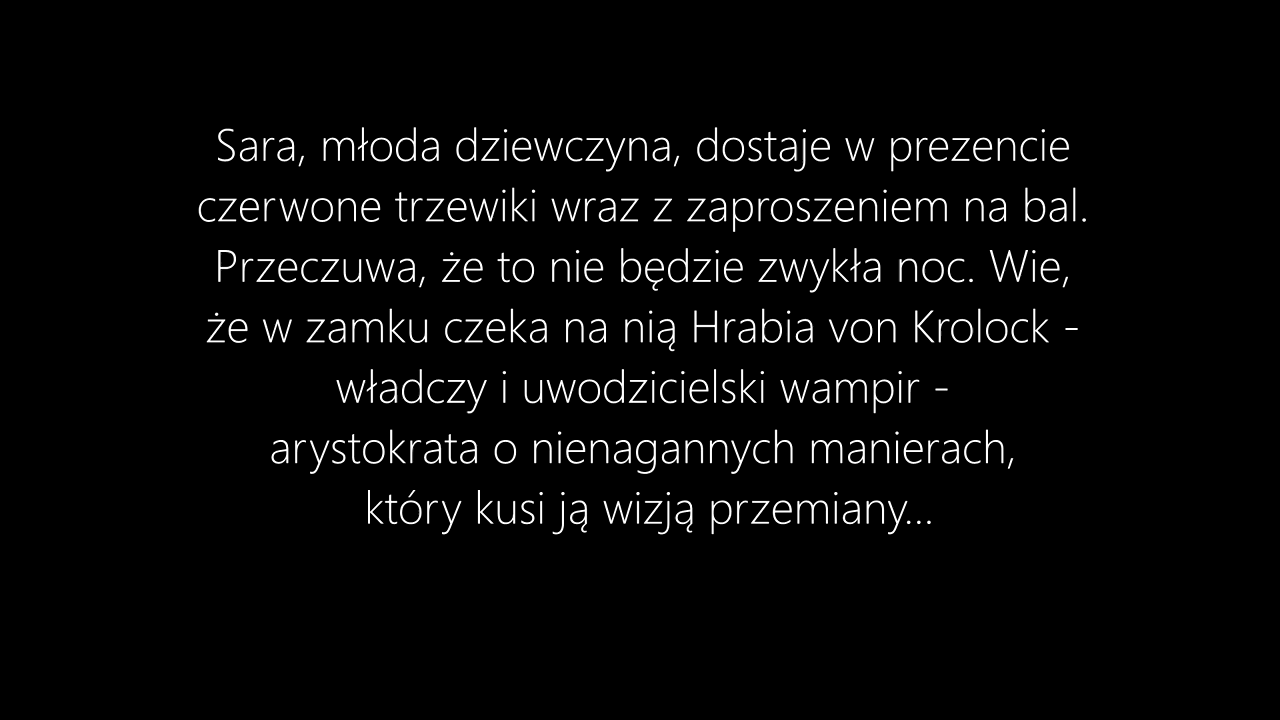 Sara, młoda dziewczyna, dostaje w prezencie
czerwone trzewiki wraz z zaproszeniem na bal.
Przeczuwa, że to nie będzie zwykła noc. Wie,
że w zamku czeka na nią Hrabia von Krolock -
władczy i uwodzicielski wampir -
arystokrata o nienagannych manierach,
który kusi ją wizją przemiany...